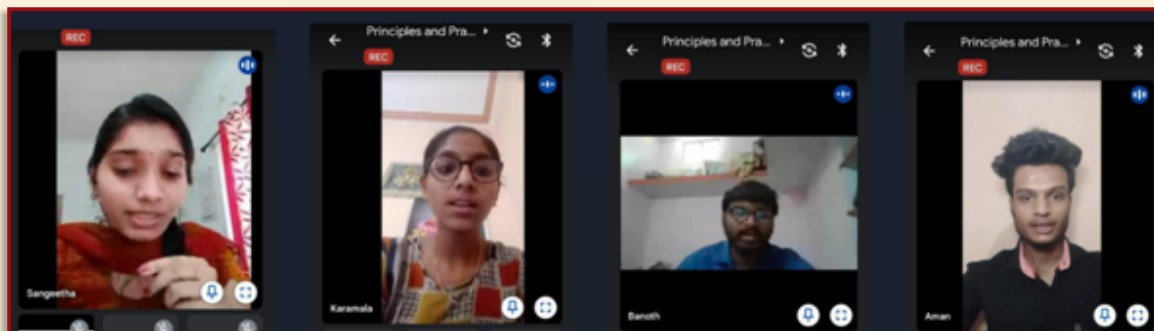 REC
Sangeetha
Principles and Pra...
REC
Karamala
Principles and Pra...
REC
Banoth
Principles and Pra...
REC
Aman